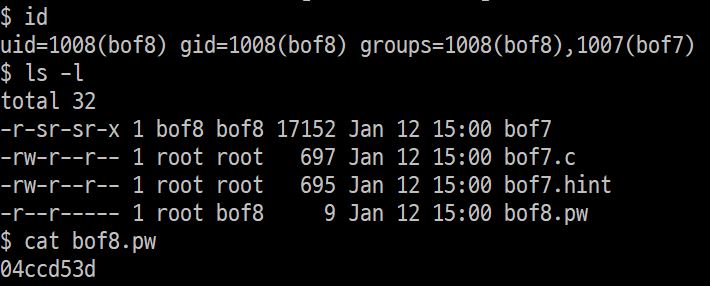 $ id
uid=1008(bof8) gid=1008(bof8) groups=1008(bof8),1007(bof7)
$ ls -l
total 32
-r-sr-sr-x 1 bof8 bof8 17152 Jan 12 15:00 bof7
-rw-r--r-- 1 root root   697 Jan 12 15:00 bof7.c
-rw-r--r-- 1 root root   695 Jan 12 15:00 bof7.hint
-r--r----- 1 root bof8     9 Jan 12 15:00 bof8.pw
$ cat bof8.pw
04ccd53d